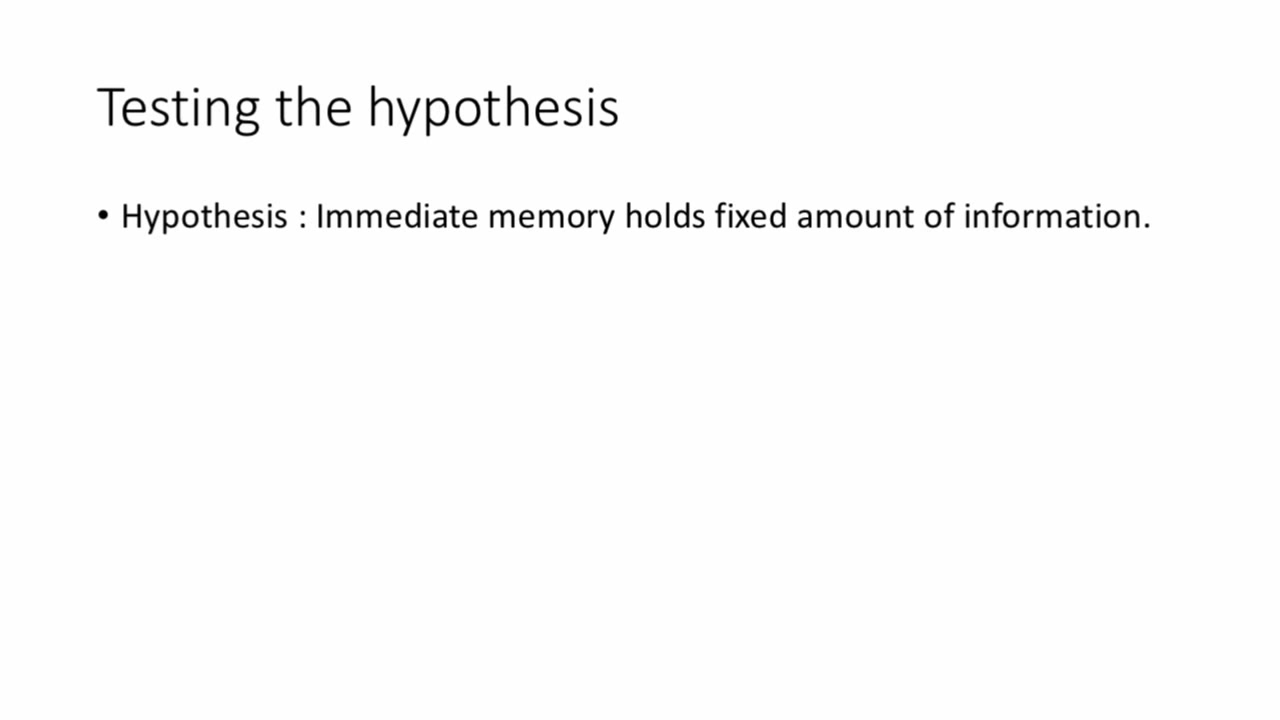 Testing the hypothesis
• Hypothesis : Immediate memory holds fixed amount of information.